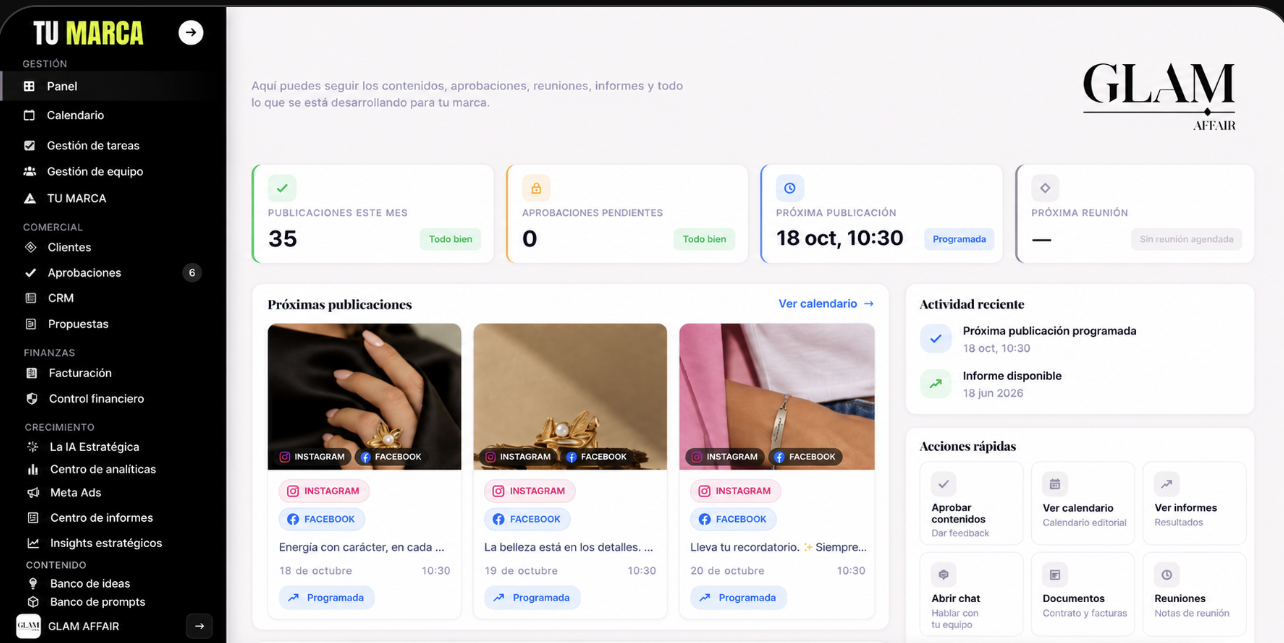 TU MARCA
GESTIÓN
Panel
Calendario
Gestión de tareas
Gestión de equipo
TU MARCA
COMERCIAL
Clientes
Aprobaciones 6
CRM
Propuestas
FINANZAS
Facturación
Control financiero
CRECIMIENTO
La IA Estratégica
Centro de analíticas
Meta Ads
Centro de informes
Insights estratégicos
CONTENIDO
Banco de ideas
Banco de prompts
GLAM
GLAM AFFAIR
Aquí puedes seguir los contenidos, aprobaciones, reuniones, informes y todo
lo que se está desarrollando para tu marca.
GLAM
AFFAIR
PUBLICACIONES ESTE MES
35 Todo bien
APROBACIONES PENDIENTES
0 Todo bien
PRÓXIMA PUBLICACIÓN
18 oct, 10:30 Programada
PRÓXIMA REUNIÓN
— Sin reunión agendada
Próximas publicaciones
Ver calendario →
INSTAGRAM FACEBOOK
INSTAGRAM
FACEBOOK
Energía con carácter, en cada ...
18 de octubre 10:30
Programada
INSTAGRAM FACEBOOK
INSTAGRAM
FACEBOOK
La belleza está en los detalles. ...
19 de octubre 10:30
Programada
INSTAGRAM FACEBOOK
INSTAGRAM
FACEBOOK
Lleva tu recordatorio. ✨ Siempre...
20 de octubre 10:30
Programada
Actividad reciente
Próxima publicación programada
18 oct, 10:30
Informe disponible
18 jun 2026
Acciones rápidas
Aprobar
contenidos
Dar feedback
Ver calendario
Calendario editorial
Ver informes
Resultados
Abrir chat
Hablar con
tu equipo
Documentos
Contrato y facturas
Reuniones
Notas de reunión